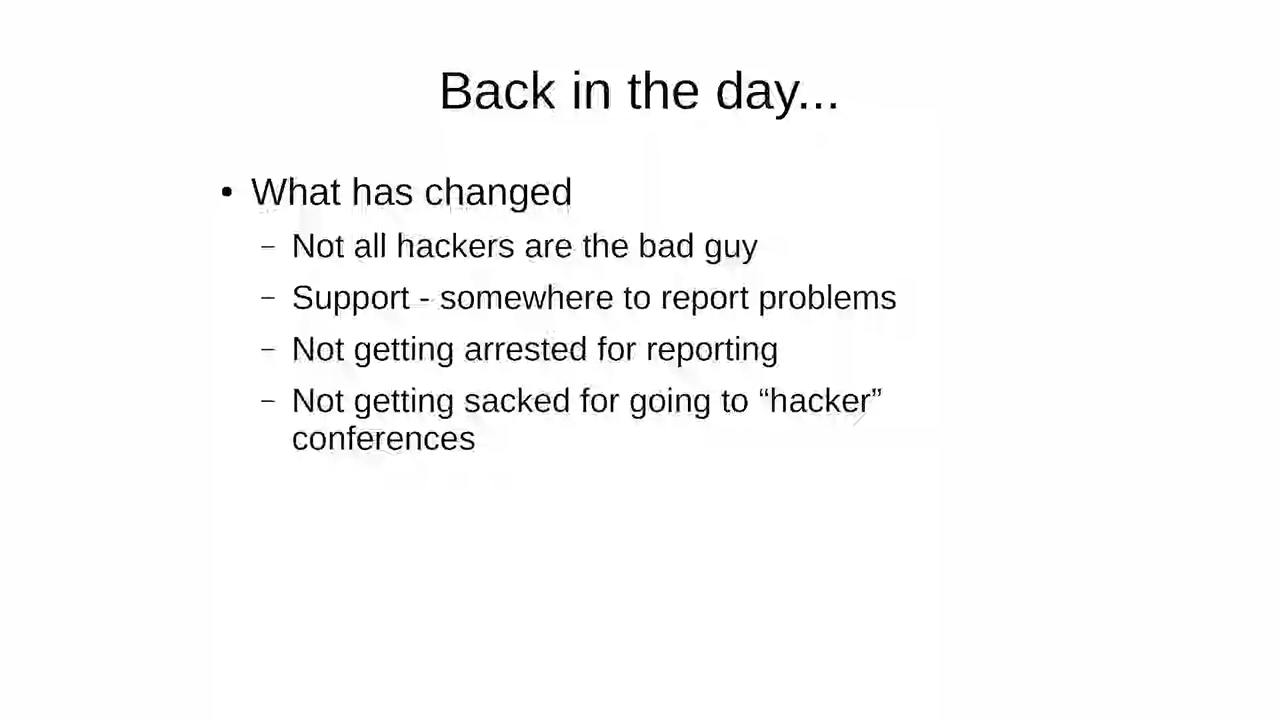 Back in the day...
• What has changed
– Not all hackers are the bad guy
– Support - somewhere to report problems
– Not getting arrested for reporting
– Not getting sacked for going to “hacker”
conferences